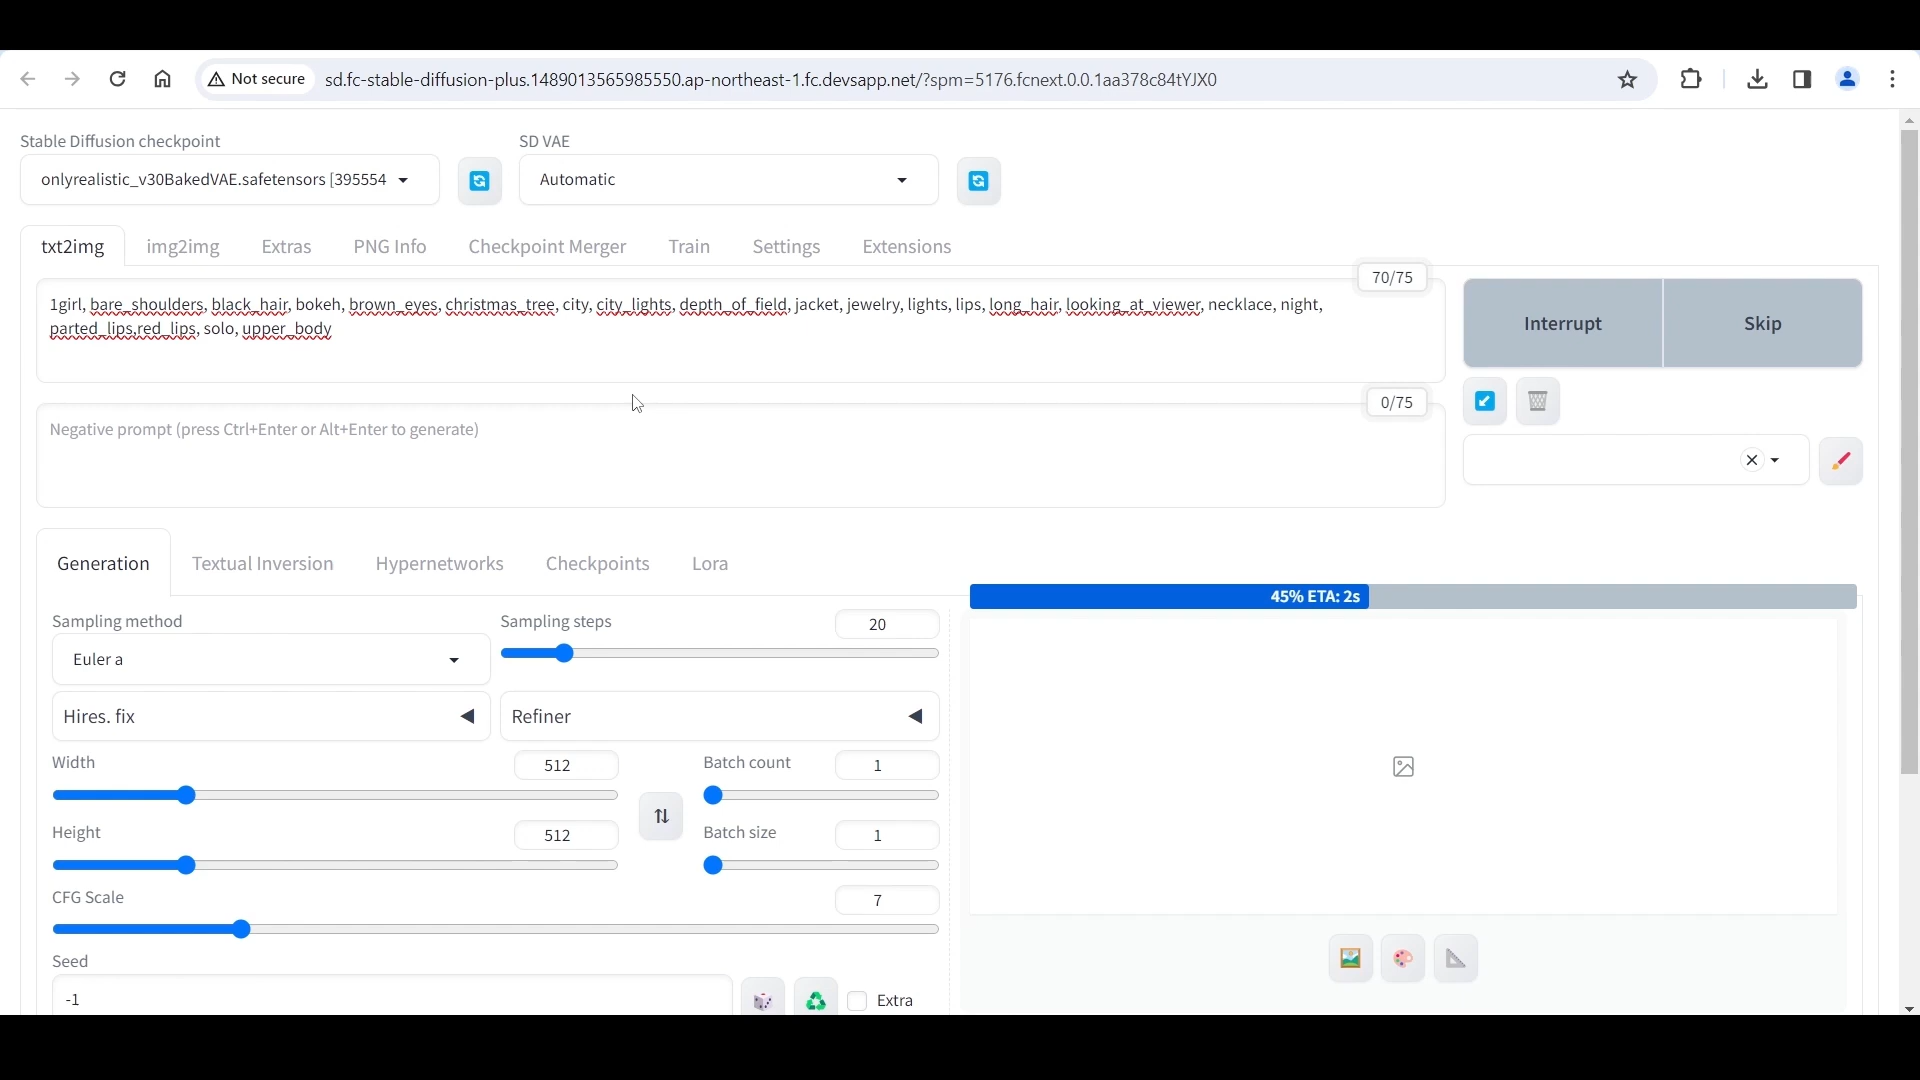 Not secure sd.fc-stable-diffusion-plus.1489013565985550.ap-northeast-1.fc.devsapp.net/?spm=5176.fcnext.0.0.1aa378c84tYJX0
Stable Diffusion checkpoint SD VAE
onlyrealistic_v30BakedVAE.safetensors [395554 Automatic
txt2img img2img Extras PNG Info Checkpoint Merger Train Settings Extensions
70/75
1girl, bare_shoulders, black_hair, bokeh, brown_eyes, christmas_tree, city, city_lights, depth_of_field, jacket, jewelry, lights, lips, long_hair, looking_at_viewer, necklace, night,
parted_lips,red_lips, solo, upper_body
Interrupt Skip
0/75
Negative prompt (press Ctrl+Enter or Alt+Enter to generate)
Generation Textual Inversion Hypernetworks Checkpoints Lora
45% ETA: 2s
Sampling method Sampling steps 20
Euler a
Hires. fix Refiner
Width 512 Batch count 1
Height 512 Batch size 1
CFG Scale 7
Seed
-1 Extra